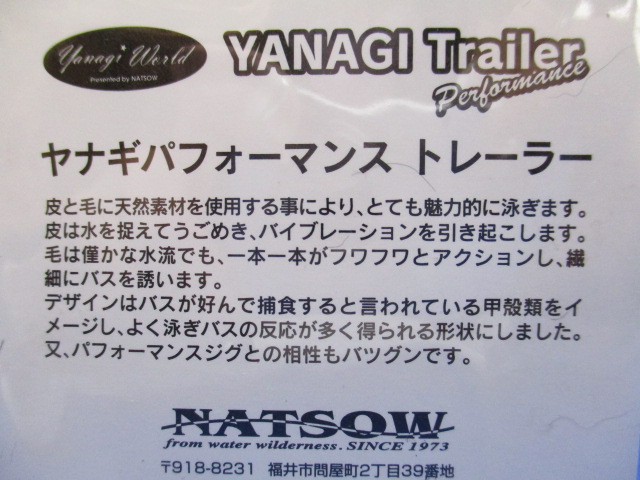 Yanagi World
Presented by NATSOW
YANAGI Trailer
Performance
ヤナギパフォーマンス トレーラー
皮と毛に天然素材を使用する事により、とても魅力的に泳ぎます。
皮は水を捉えてうごめき、バイブレーションを引き起こします。
毛は僅かな水流でも、一本一本がフワフワとアクションし、繊
細にバスを誘います。
デザインはバスが好んで捕食すると言われている甲殻類をイ
メージし、よく泳ぎバスの反応が多く得られる形状にしました。
又、パフォーマンスジグとの相性もバツグンです。
NATSOW
from water wilderness. SINCE 1973
〒918-8231 福井市問屋町2丁目39番地